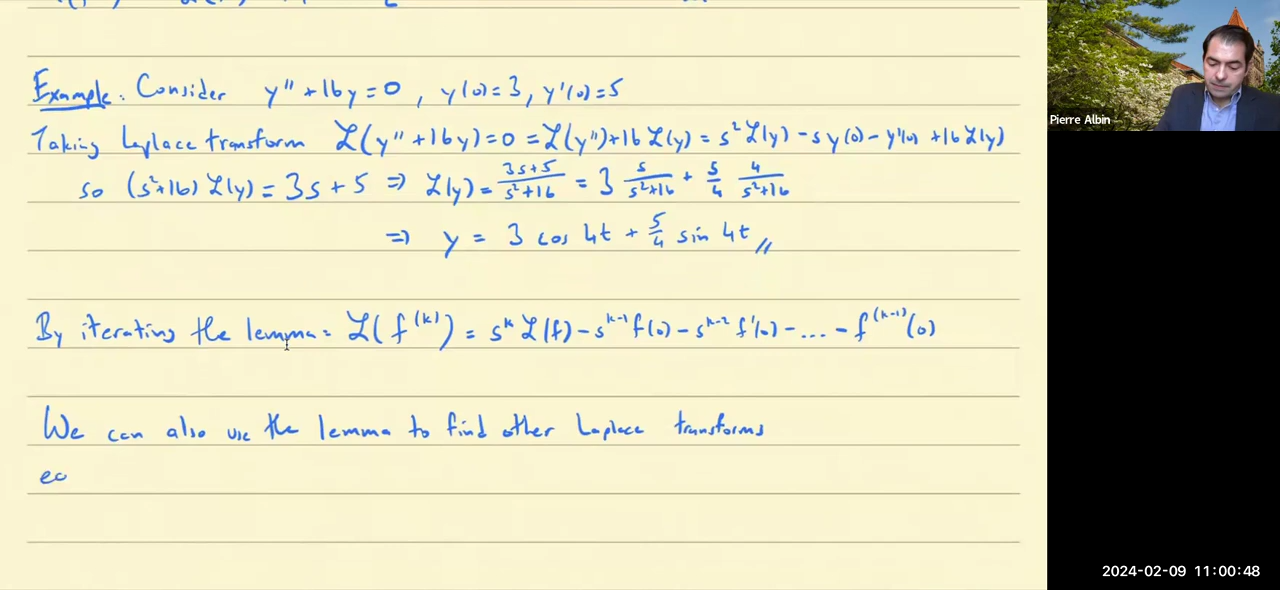 Example: Consider y'' + 16y = 0, y(0) = 3, y'(0) = 5
Taking Laplace transform ℒ(y'' + 16y) = 0 = ℒ(y'') + 16 ℒ(y) = s² ℒ(y) - s y(0) - y'(0) + 16 ℒ(y)
so (s²+16) ℒ(y) = 3s + 5 ⇒ ℒ(y) = (3s+5)/(s²+16) = 3 s/(s²+16) + 5/4 4/(s²+16)
⇒ y = 3 cos 4t + 5/4 sin 4t //
By iterating the lemma: ℒ(f^(k)) = s^k ℒ(f) - s^(k-1) f(0) - s^(k-2) f'(0) - .... - f^(k-1)(0)
We can also use the lemma to find other Laplace transforms
Pierre Albin
2024-02-09 11:00:48